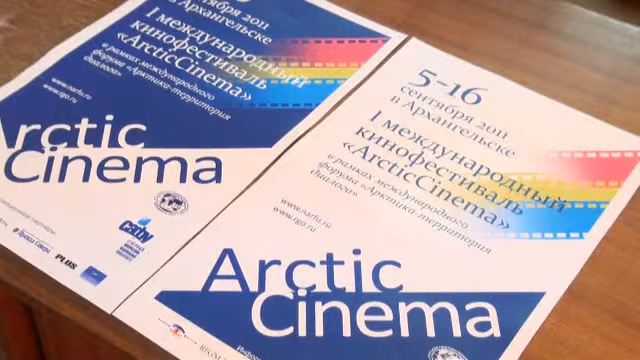 сентября 2011
в Архангельске
I международный
кинофестиваль
«ArcticCinema»
в рамках международного
форума «Арктика-территория
диалога»
www.narfu.ru
www.rgo.ru
Arctic
Cinema
PLUS
5-16
сентября 2011
в Архангельске
I международный
кинофестиваль
«ArcticCinema»
в рамках международного
форума «Арктика-территория
диалога»
www.narfu.ru
www.rgo.ru
Arctic
Cinema